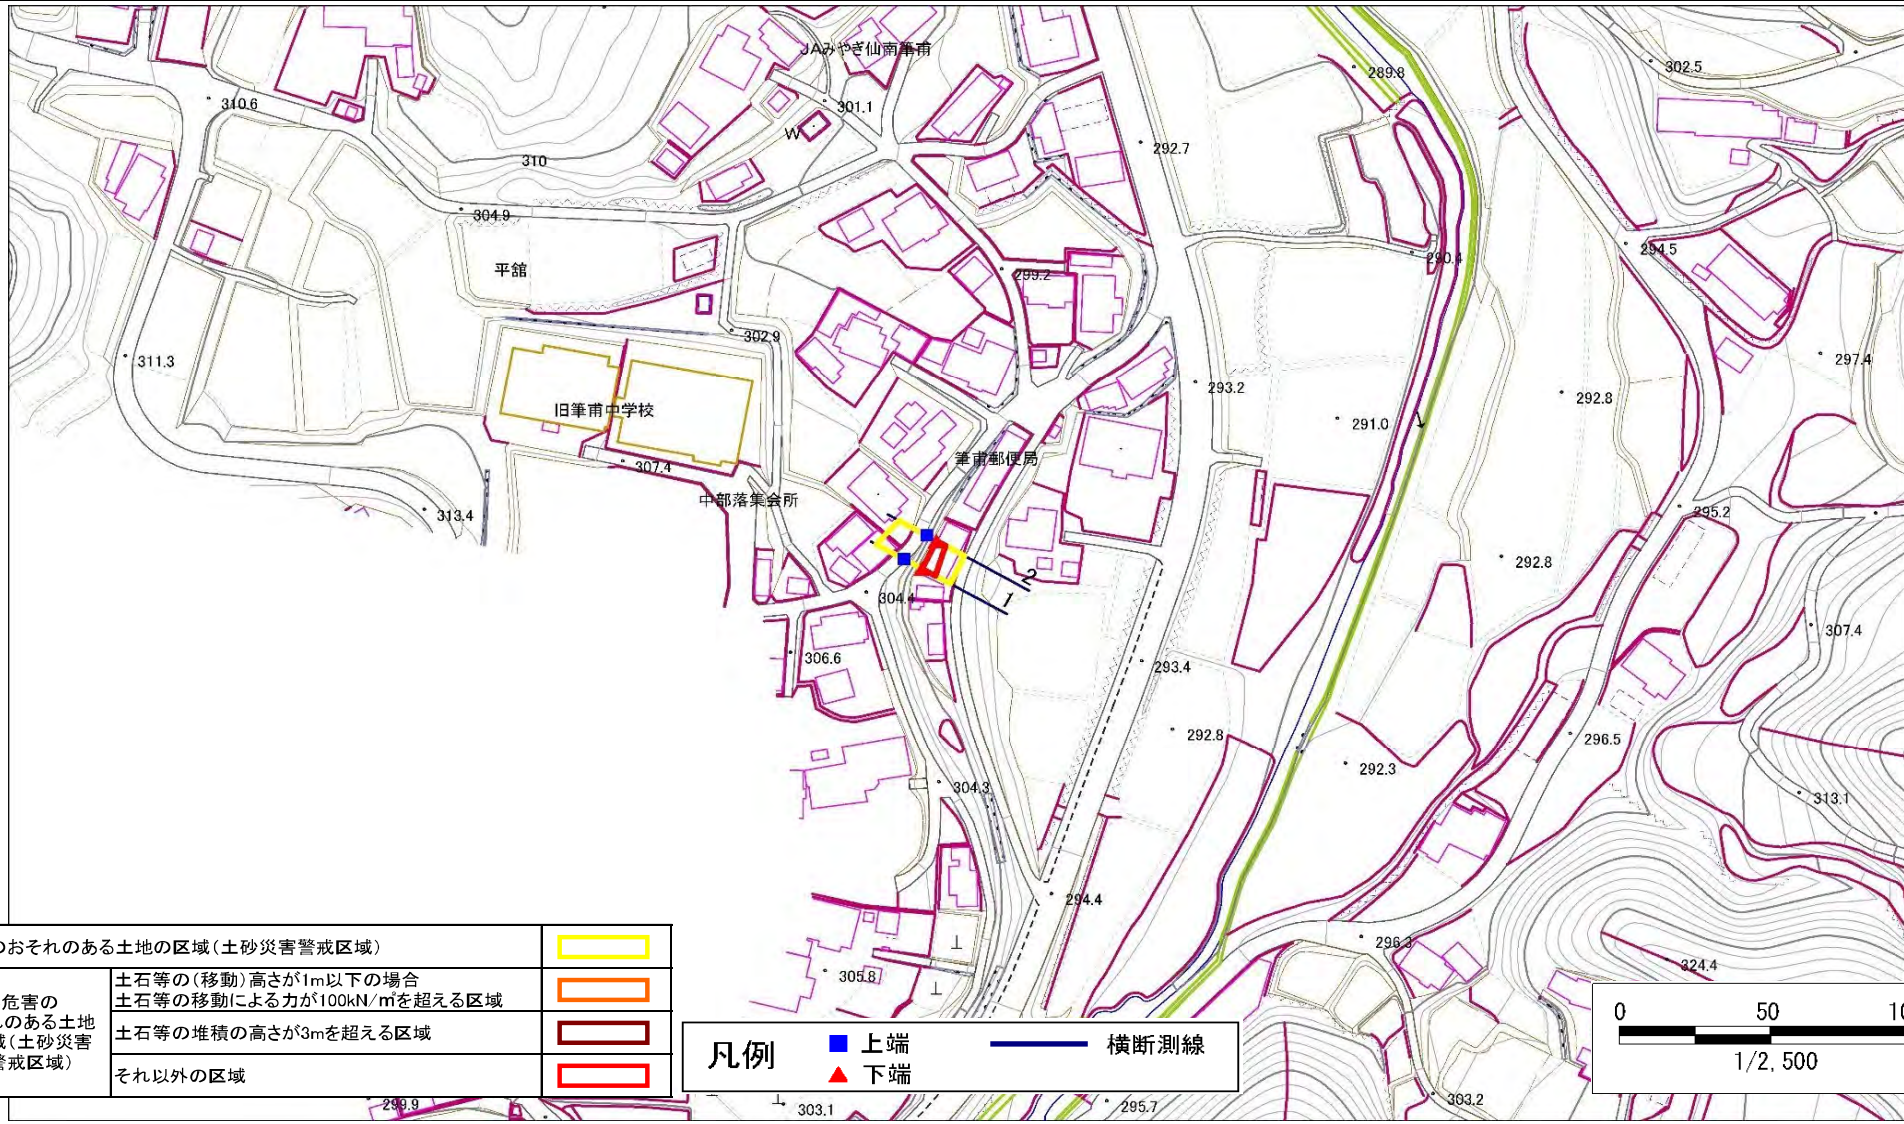 JAみやぎ仙南筆甫
289.8
302.5
310.6
301.1
W
292.7
310
304.9
294.5
290.4
平舘
299.2
302.9
311.3
297.4
293.2
292.8
旧筆甫中学校
291.0
筆甫郵便局
307.4
中部落集会所
313.4
295.2
292.8
2
304.4
1
307.4
306.6
293.4
292.8
296.5
292.3
304.3
313.1
294.4
296.3
305.8
324.4
のおそれのある土地の区域(土砂災害警戒区域)
土石等の(移動)高さが1m以下の場合
土石等の移動による力が100kN/㎡を超える区域
危害の
れのある土地
域(土砂災害
警戒区域)
土石等の堆積の高さが3mを超える区域
それ以外の区域
凡例
上端
下端
横断測線
0 50 10
1/2,500
299.9
303.1
295.7
303.2